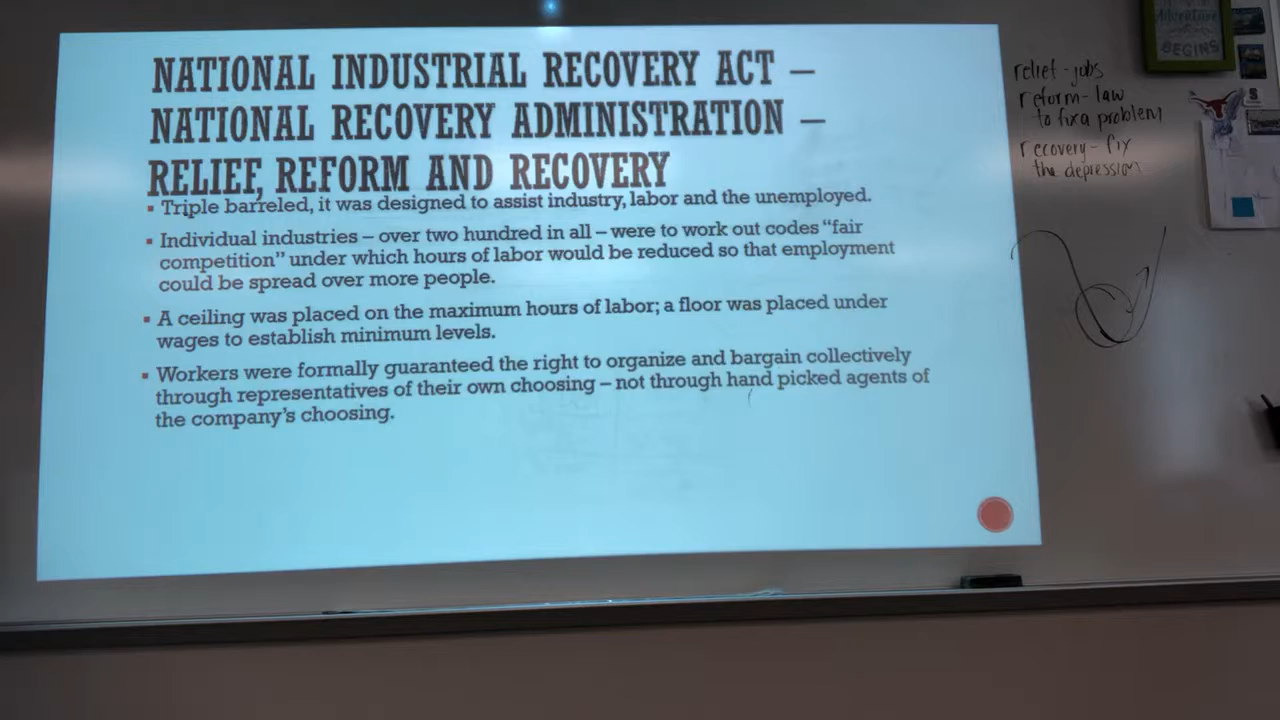 NATIONAL INDUSTRIAL RECOVERY ACT –
NATIONAL RECOVERY ADMINISTRATION –
RELIEF, REFORM AND RECOVERY
▪ Triple barreled, it was designed to assist industry, labor and the unemployed.
▪ Individual industries – over two hundred in all – were to work out codes “fair
competition” under which hours of labor would be reduced so that employment
could be spread over more people.
▪ A ceiling was placed on the maximum hours of labor; a floor was placed under
wages to establish minimum levels.
▪ Workers were formally guaranteed the right to organize and bargain collectively
through representatives of their own choosing – not through hand picked agents of
the company’s choosing.
relief - jobs
reform - law
to fix a problem
recovery - fix
the depression
BEGINS